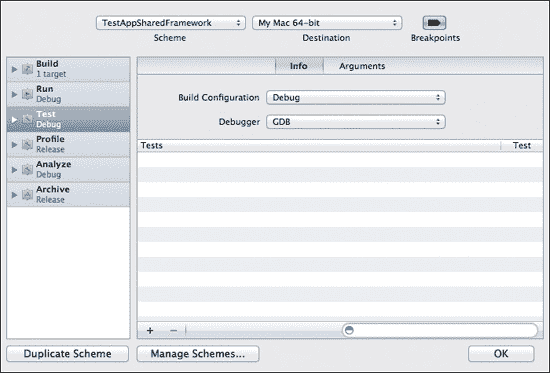 TestAppSharedFramework
My Mac 64-bit
Scheme
Destination
Breakpoints
Build
1 target
Run
Debug
Test
Debug
Profile
Release
Analyze
Debug
Archive
Release
Info
Arguments
Build Configuration
Debug
Debugger
GDB
Tests
Test
+
−
Duplicate Scheme
Manage Schemes...
OK